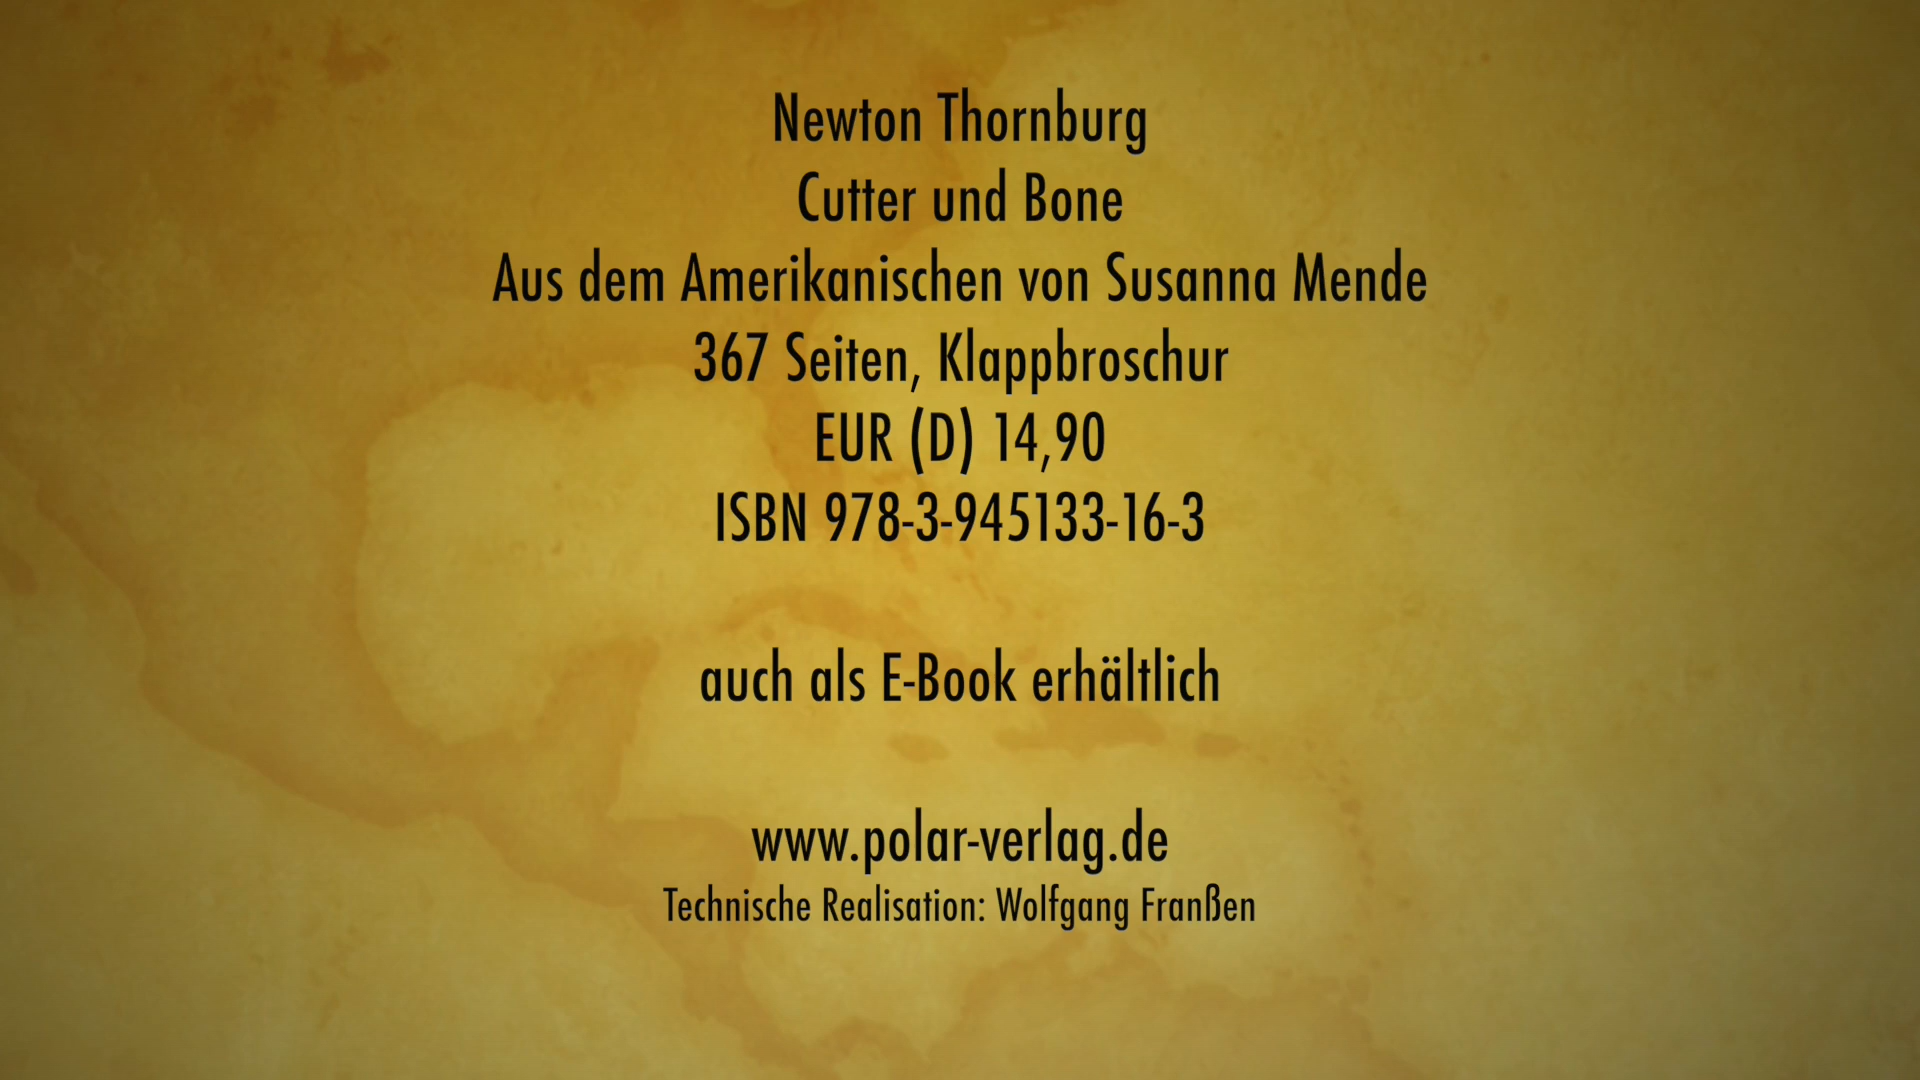 Newton Thornburg
Cutter und Bone
Aus dem Amerikanischen von Susanna Mende
367 Seiten, Klappbroschur
EUR (D) 14,90
ISBN 978-3-945133-16-3
auch als E-Book erhältlich
www.polar-verlag.de
Technische Realisation: Wolfgang Franßen